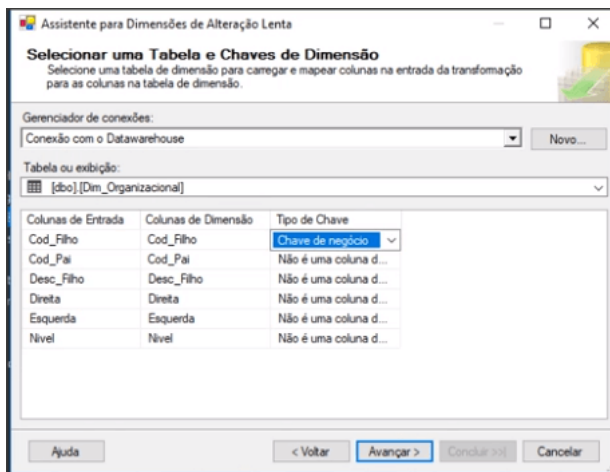 Assistente para Dimensões de Alteração Lenta
Selecionar uma Tabela e Chaves de Dimensão
Selecione uma tabela de dimensão para carregar e mapear colunas na entrada da transformação
para as colunas na tabela de dimensão.
Gerenciador de conexões:
Conexão com o Datawarehouse
Novo...
Tabela ou exibição:
[dbo].[Dim_Organizacional]
Colunas de Entrada Colunas de Dimensão Tipo de Chave
Cod_Filho Cod_Filho Chave de negócio
Cod_Pai Cod_Pai Não é uma coluna d...
Desc_Filho Desc_Filho Não é uma coluna d...
Direita Direita Não é uma coluna d...
Esquerda Esquerda Não é uma coluna d...
Nivel Nivel Não é uma coluna d...
Ajuda < Voltar Avançar > Concluir >>| Cancelar